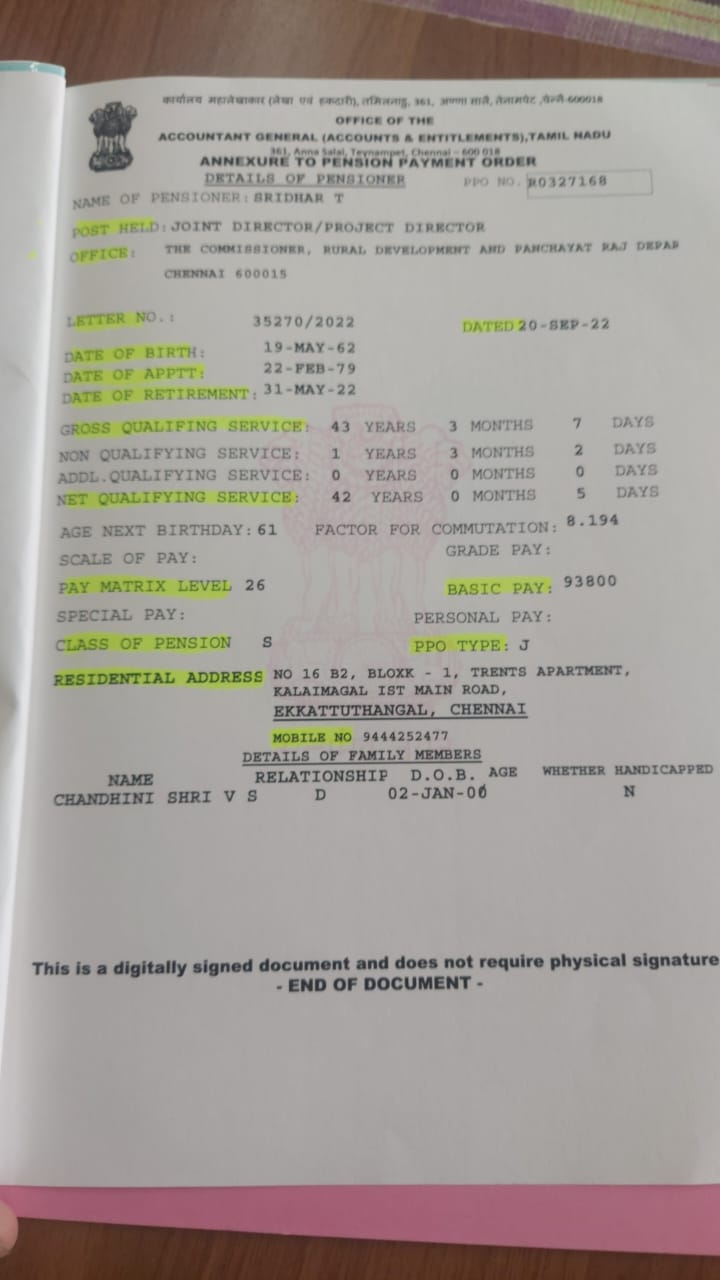 कार्यालय महालेखाकार (लेखा एवं हकदारी), तमिलनाडु, 361, अण्णा सालै, तेनामपेट ,चेन्नै-600018
OFFICE OF THE
ACCOUNTANT GENERAL (ACCOUNTS & ENTITLEMENTS),TAMIL NADU
361, Anna Salai, Teynampet, Chennai - 600 018
ANNEXURE TO PENSION PAYMENT ORDER
DETAILS OF PENSIONER PPO NO. R0327168
NAME OF PENSIONER: SRIDHAR T
POST HELD: JOINT DIRECTOR/PROJECT DIRECTOR
OFFICE: THE COMMISSIONER, RURAL DEVELOPMENT AND PANCHAYAT RAJ DEPAR
CHENNAI 600015
LETTER NO.: 35270/2022 DATED 20-SEP-22
DATE OF BIRTH: 19-MAY-62
DATE OF APPTT: 22-FEB-79
DATE OF RETIREMENT: 31-MAY-22
GROSS QUALIFING SERVICE: 43 YEARS 3 MONTHS 7 DAYS
NON QUALIFYING SERVICE: 1 YEARS 3 MONTHS 2 DAYS
ADDL.QUALIFYING SERVICE: 0 YEARS 0 MONTHS 0 DAYS
NET QUALIFYING SERVICE: 42 YEARS 0 MONTHS 5 DAYS
AGE NEXT BIRTHDAY: 61 FACTOR FOR COMMUTATION: 8.194
SCALE OF PAY: GRADE PAY:
PAY MATRIX LEVEL 26 BASIC PAY: 93800
SPECIAL PAY: PERSONAL PAY:
CLASS OF PENSION S PPO TYPE: J
RESIDENTIAL ADDRESS NO 16 B2, BLOXK - 1, TRENTS APARTMENT,
KALAIMAGAL IST MAIN ROAD,
EKKATTUTHANGAL, CHENNAI
MOBILE NO 9444252477
DETAILS OF FAMILY MEMBERS
NAME RELATIONSHIP D.O.B. AGE WHETHER HANDICAPPED
CHANDHINI SHRI V S D 02-JAN-06 N
This is a digitally signed document and does not require physical signature
- END OF DOCUMENT -